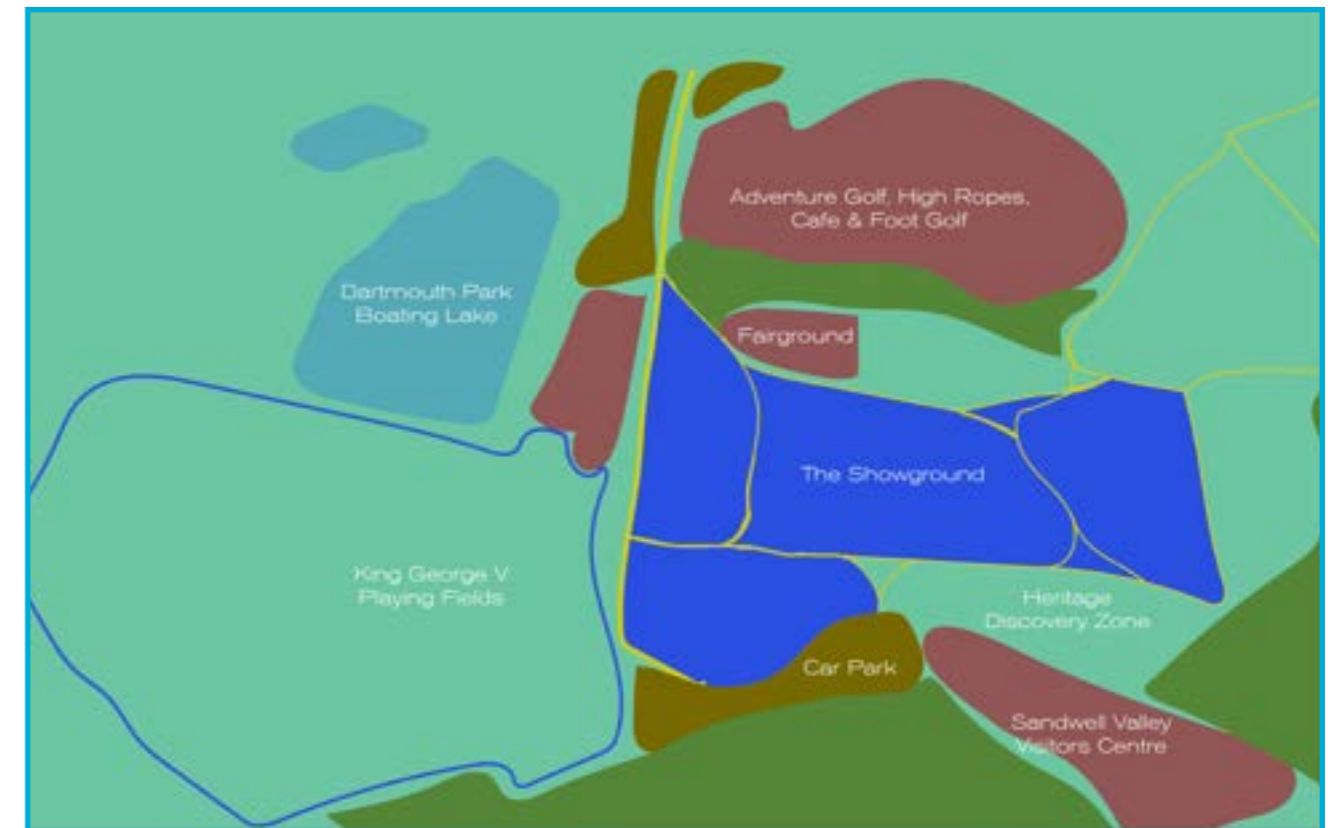 Adventure Golf, High Ropes,
Cafe & Foot Golf
Dartmouth Park
Boating Lake
Fairground
The Showground
King George V
Playing Fields
Heritage
Discovery Zone
Car Park
Sandwell Valley
Visitors Centre